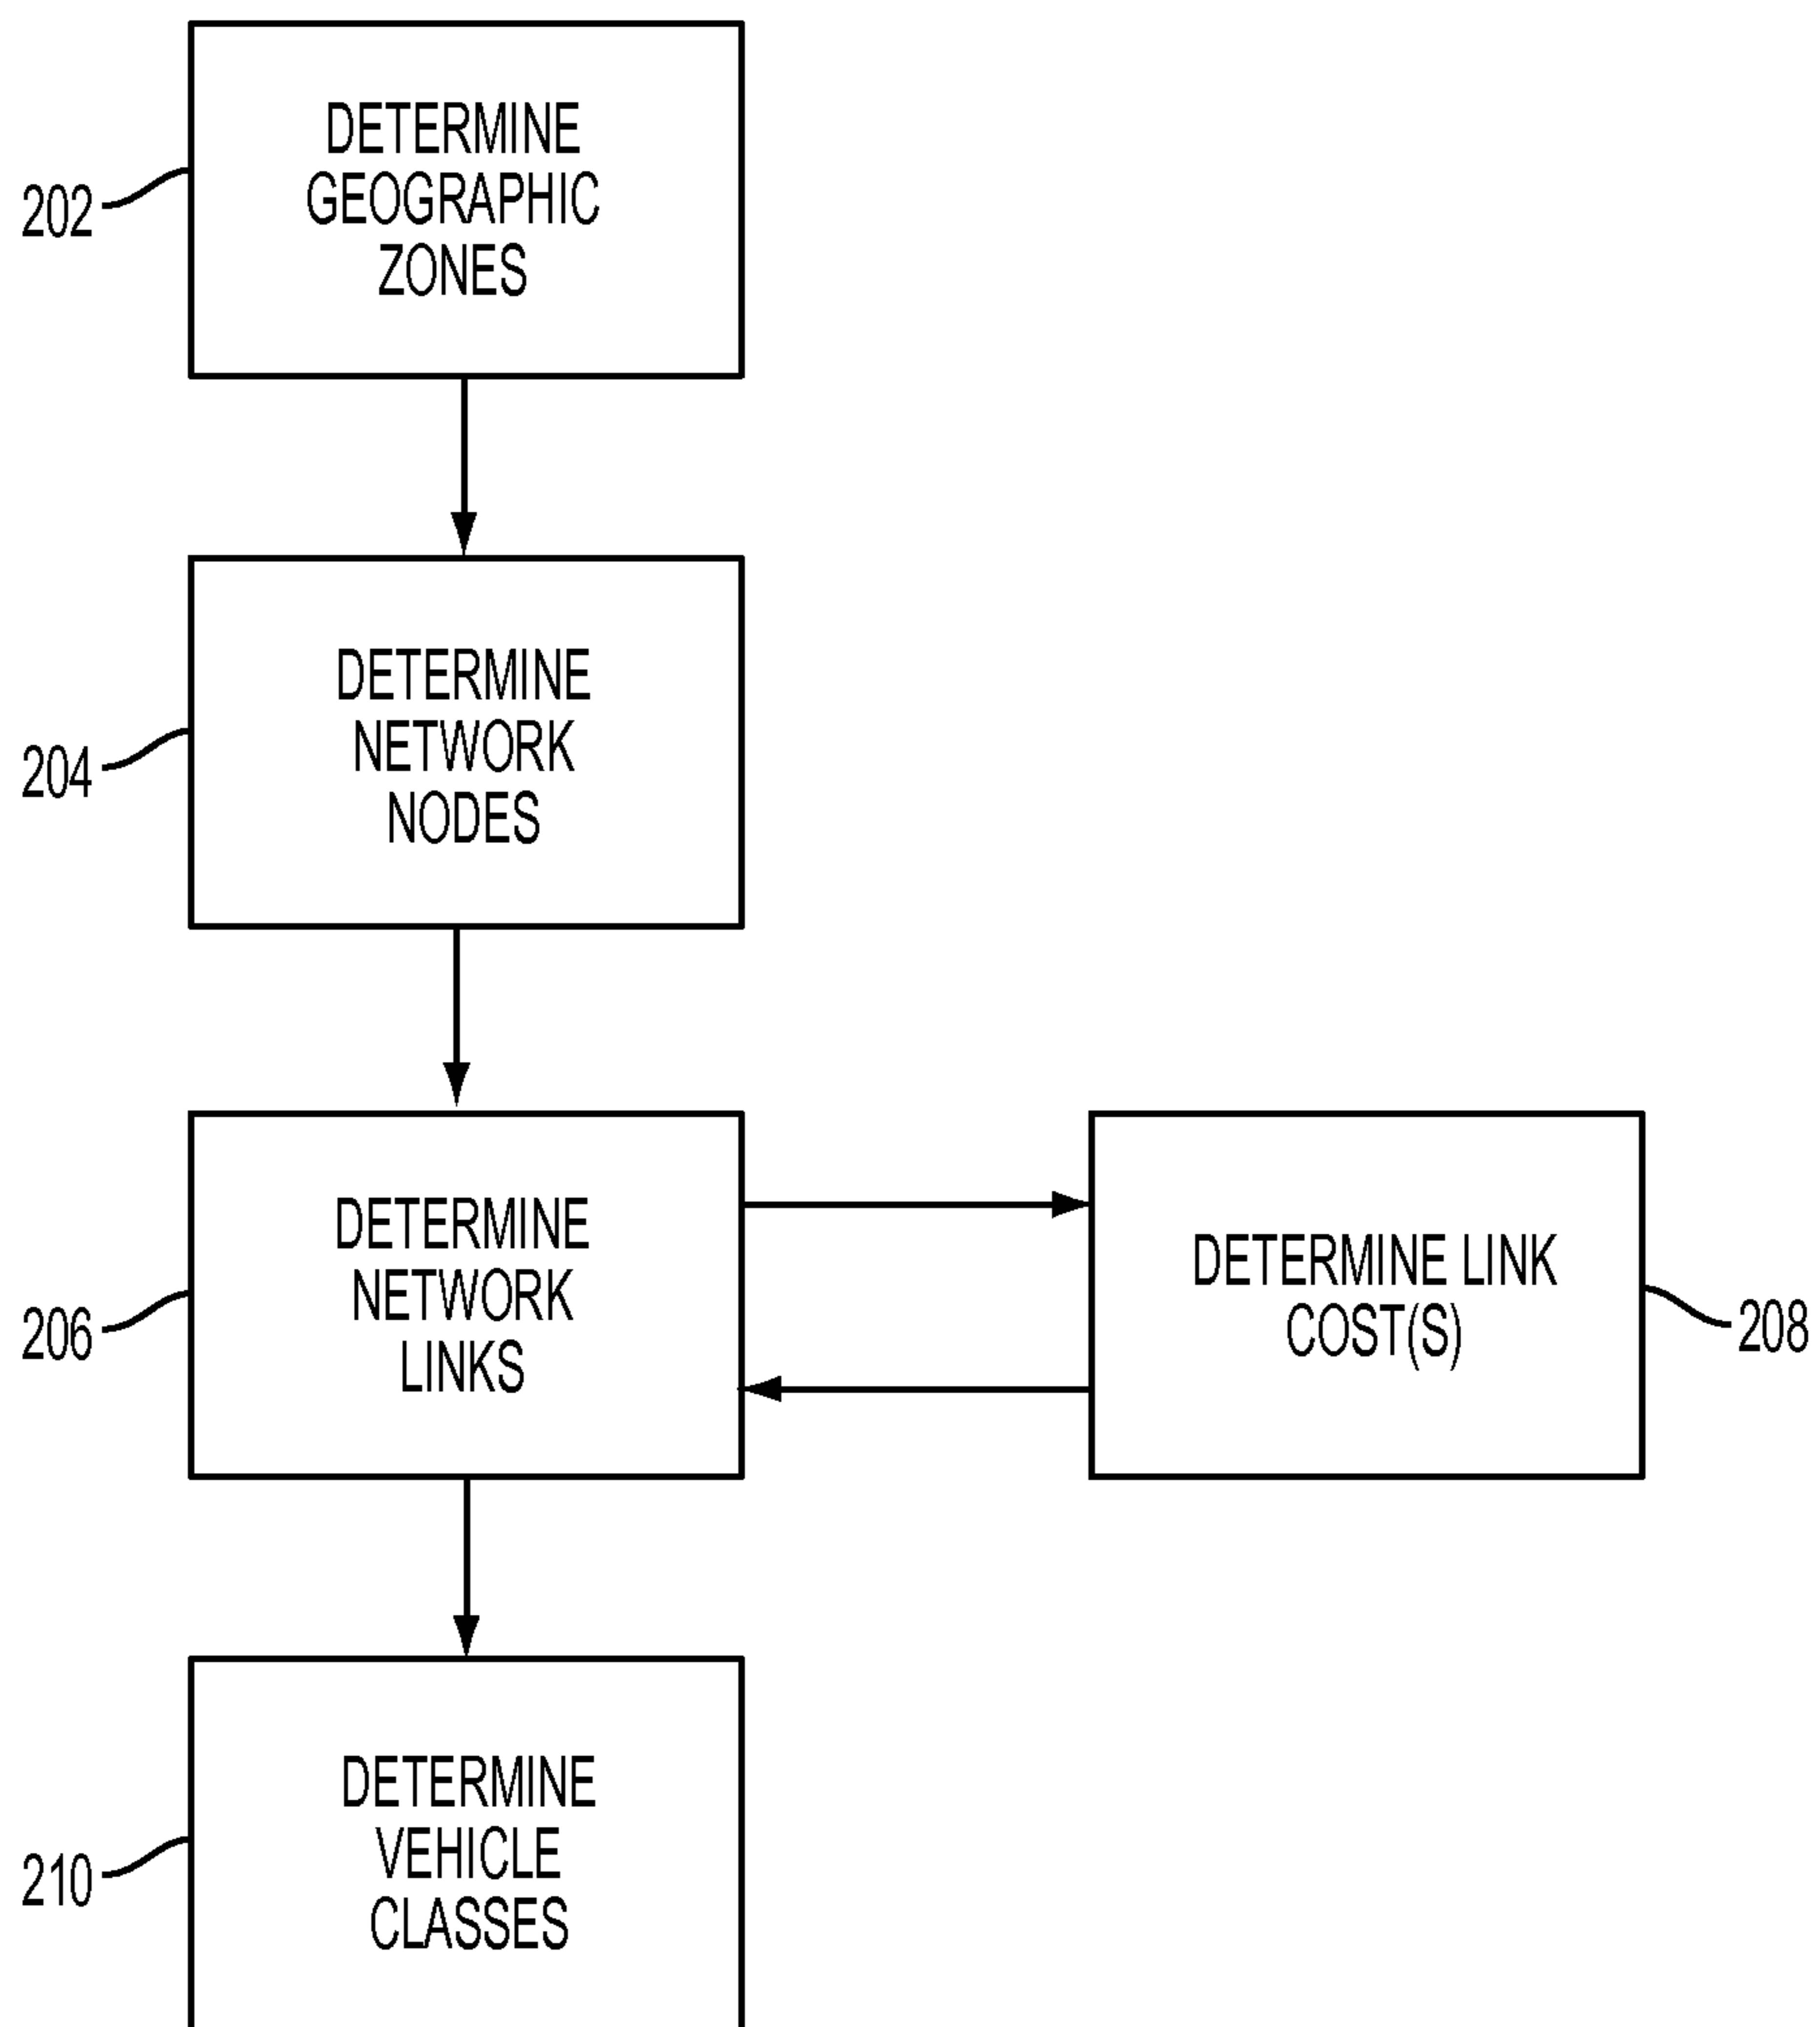 DETERMINE
GEOGRAPHIC
ZONES
202
DETERMINE
NETWORK
NODES
204
DETERMINE
NETWORK
LINKS
206
DETERMINE LINK
COST(S)
208
DETERMINE
VEHICLE
CLASSES
210